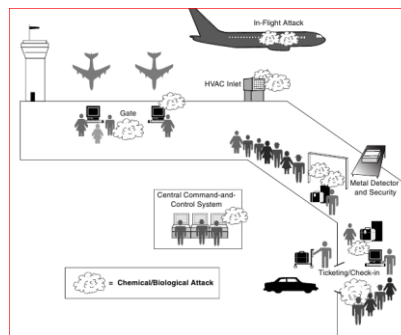 In-Flight Attack
HVAC Inlet
Gate
Metal Detector
and Security
Central Command-and-
Control System
Ticketing/Check-in
= Chemical/Biological Attack